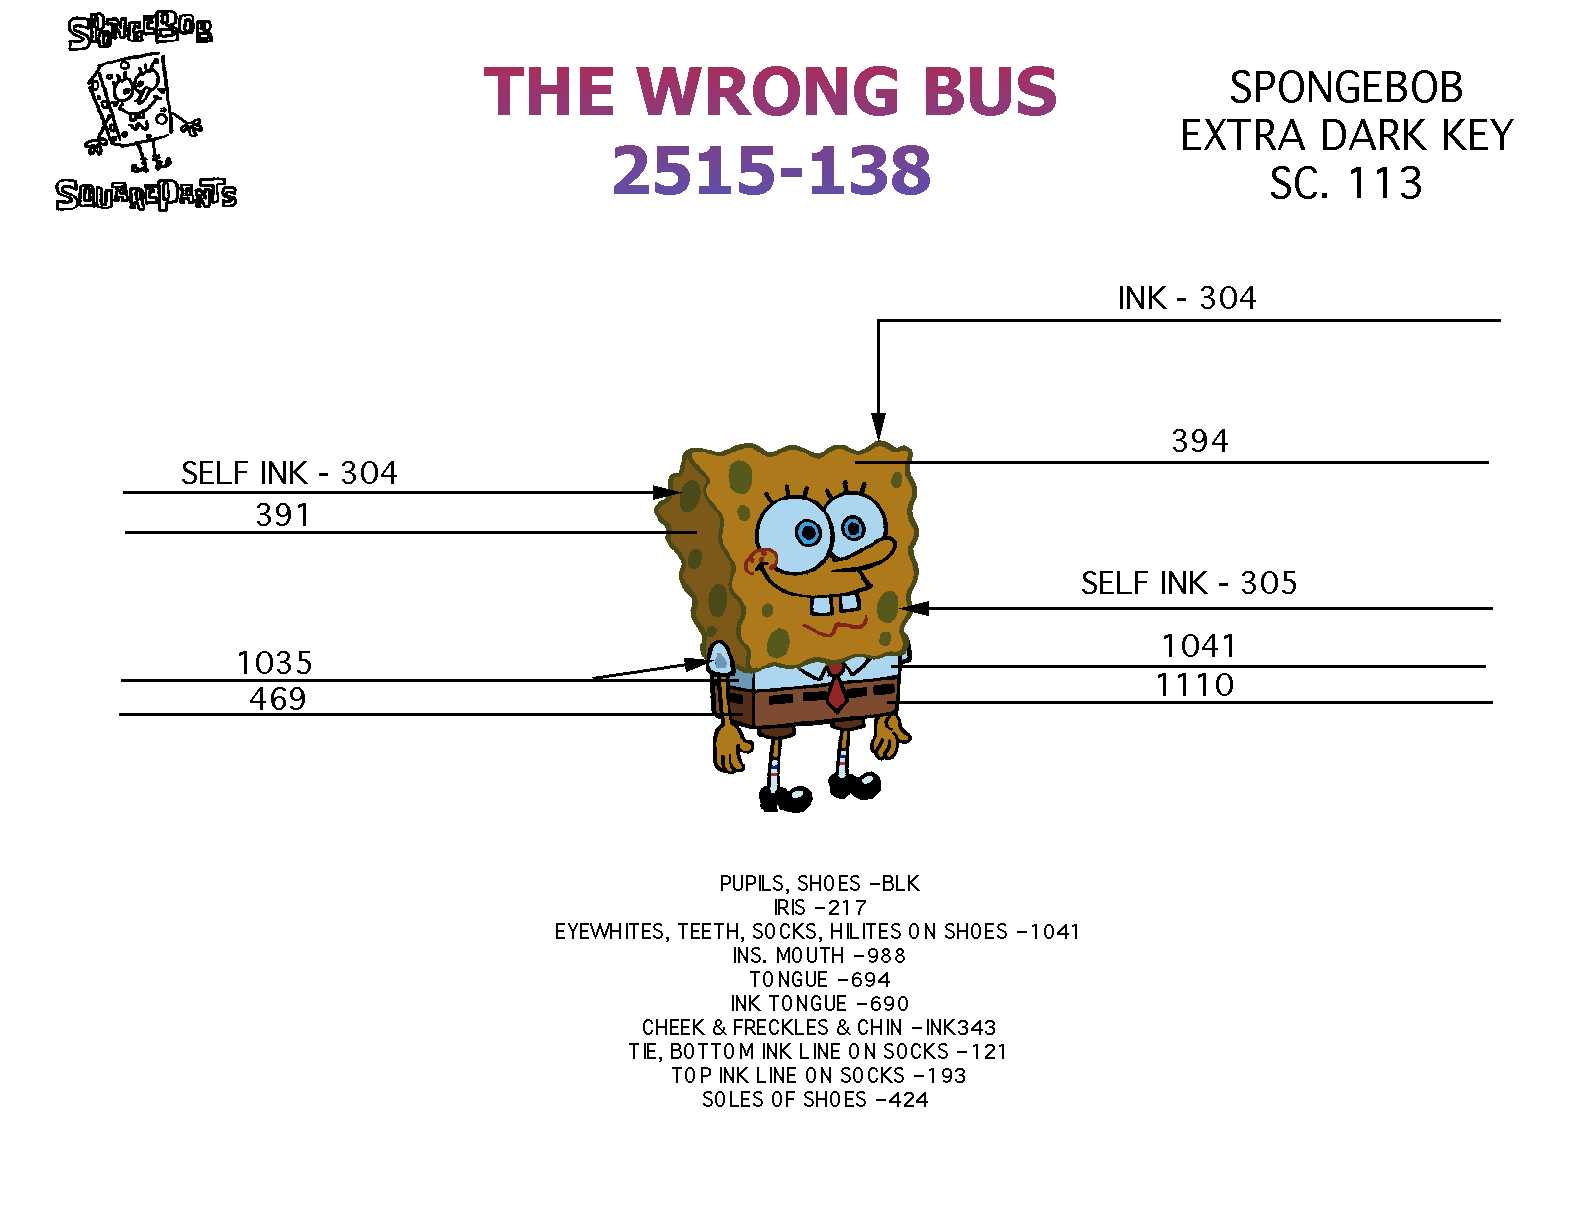 SPONGEBOB
SQUAREPANTS
THE WRONG BUS
2515-138
SPONGEBOB
EXTRA DARK KEY
SC. 113
INK - 304
394
SELF INK - 304
391
SELF INK - 305
1035
469
1041
1110
PUPILS, SHOES -BLK
IRIS -217
EYEWHITES, TEETH, SOCKS, HILITES ON SHOES -1041
INS. MOUTH -988
TONGUE -694
INK TONGUE -690
CHEEK & FRECKLES & CHIN -INK343
TIE, BOTTOM INK LINE ON SOCKS -121
TOP INK LINE ON SOCKS -193
SOLES OF SHOES -424